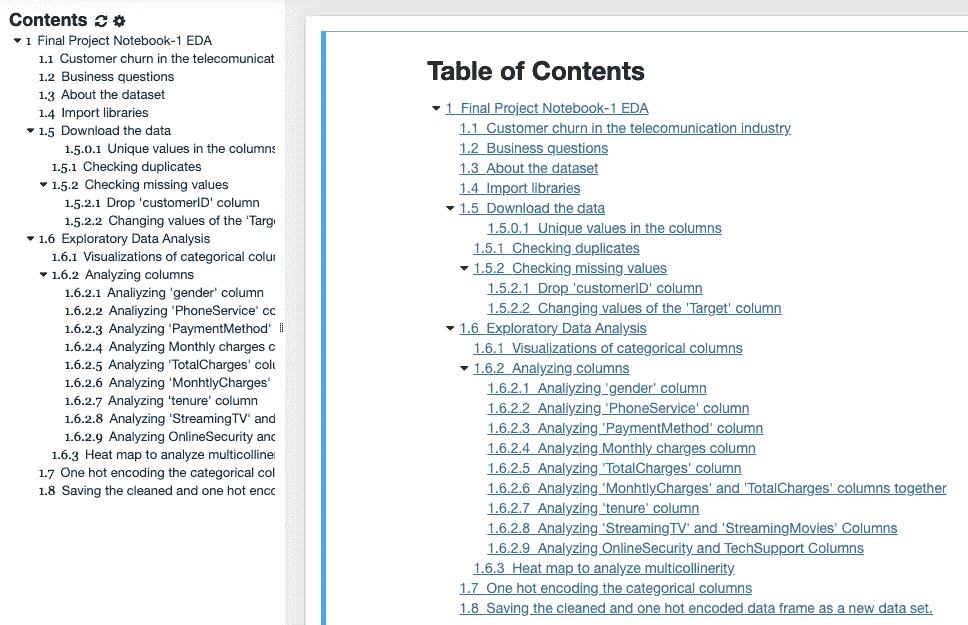 Contents
1 Final Project Notebook-1 EDA
1.1 Customer churn in the telecomunicat
1.2 Business questions
1.3 About the dataset
1.4 Import libraries
1.5 Download the data
1.5.0.1 Unique values in the columns
1.5.1 Checking duplicates
1.5.2 Checking missing values
1.5.2.1 Drop 'customerID' column
1.5.2.2 Changing values of the 'Targe
1.6 Exploratory Data Analysis
1.6.1 Visualizations of categorical colu
1.6.2 Analyzing columns
1.6.2.1 Analiyzing 'gender' column
1.6.2.2 Analiyzing 'PhoneService' co
1.6.2.3 Analyzing 'PaymentMethod'
1.6.2.4 Analyzing Monthly charges c
1.6.2.5 Analyzing 'TotalCharges' colu
1.6.2.6 Analyzing 'MonhtlyCharges'
1.6.2.7 Analyzing 'tenure' column
1.6.2.8 Analyzing 'StreamingTV' and
1.6.2.9 Analyzing OnlineSecurity and
1.6.3 Heat map to analyze multicolliner
1.7 One hot encoding the categorical col
1.8 Saving the cleaned and one hot enco
Table of Contents
1 Final Project Notebook-1 EDA
1.1 Customer churn in the telecomunication industry
1.2 Business questions
1.3 About the dataset
1.4 Import libraries
1.5 Download the data
1.5.0.1 Unique values in the columns
1.5.1 Checking duplicates
1.5.2 Checking missing values
1.5.2.1 Drop 'customerID' column
1.5.2.2 Changing values of the 'Target' column
1.6 Exploratory Data Analysis
1.6.1 Visualizations of categorical columns
1.6.2 Analyzing columns
1.6.2.1 Analiyzing 'gender' column
1.6.2.2 Analiyzing 'PhoneService' column
1.6.2.3 Analyzing 'PaymentMethod' column
1.6.2.4 Analyzing Monthly charges column
1.6.2.5 Analyzing 'TotalCharges' column
1.6.2.6 Analyzing 'MonhtlyCharges' and 'TotalCharges' columns together
1.6.2.7 Analyzing 'tenure' column
1.6.2.8 Analyzing 'StreamingTV' and 'StreamingMovies' Columns
1.6.2.9 Analyzing OnlineSecurity and TechSupport Columns
1.6.3 Heat map to analyze multicollinerity
1.7 One hot encoding the categorical columns
1.8 Saving the cleaned and one hot encoded data frame as a new data set.